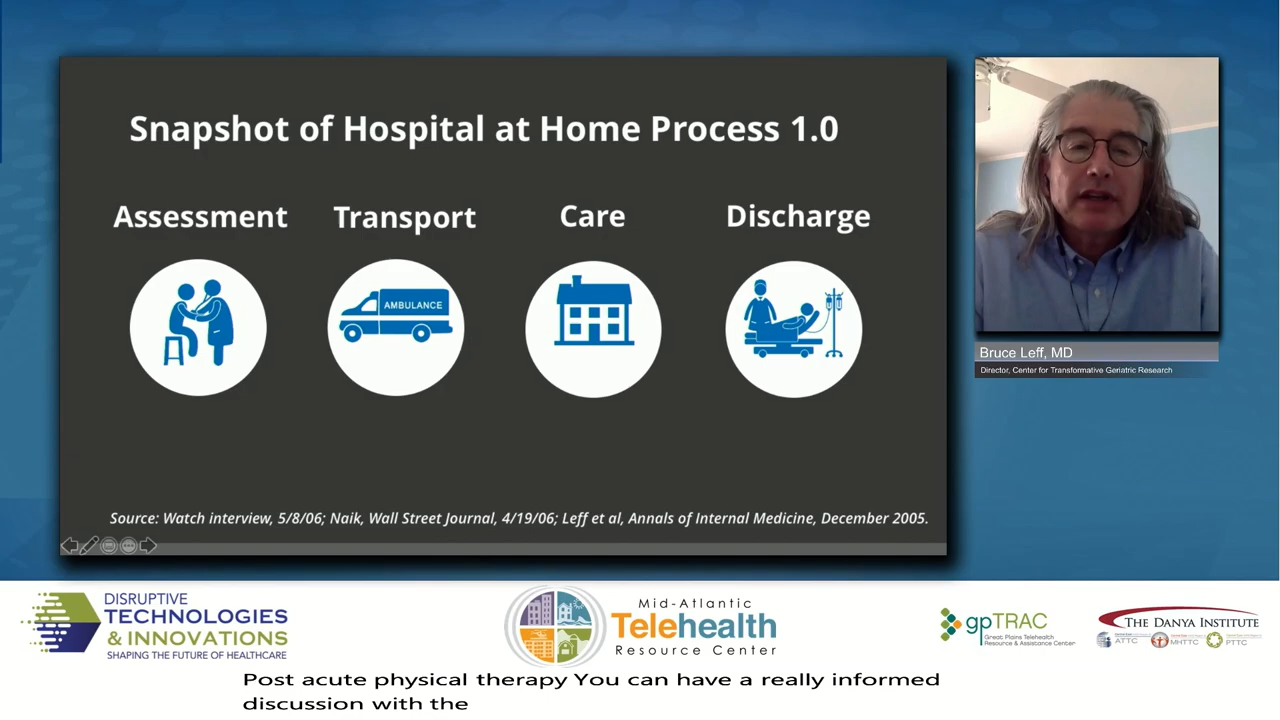 Snapshot of Hospital at Home Process 1.0
Assessment
Transport
Care
Discharge
AMBULANCE
Source: Watch interview, 5/8/06; Naik, Wall Street Journal, 4/19/06; Leff et al, Annals of Internal Medicine, December 2005.
Bruce Leff, MD
Director, Center for Transformative Geriatric Research
DISRUPTIVE
TECHNOLOGIES
& INNOVATIONS
SHAPING THE FUTURE OF HEALTHCARE
Mid-Atlantic
Telehealth
Resource Center
gpTRAC
Great Plains Telehealth
Resource & Assistance Center
THE DANYA INSTITUTE
ATTC
MHTTC
PTTC
Post acute physical therapy You can have a really informed
discussion with the